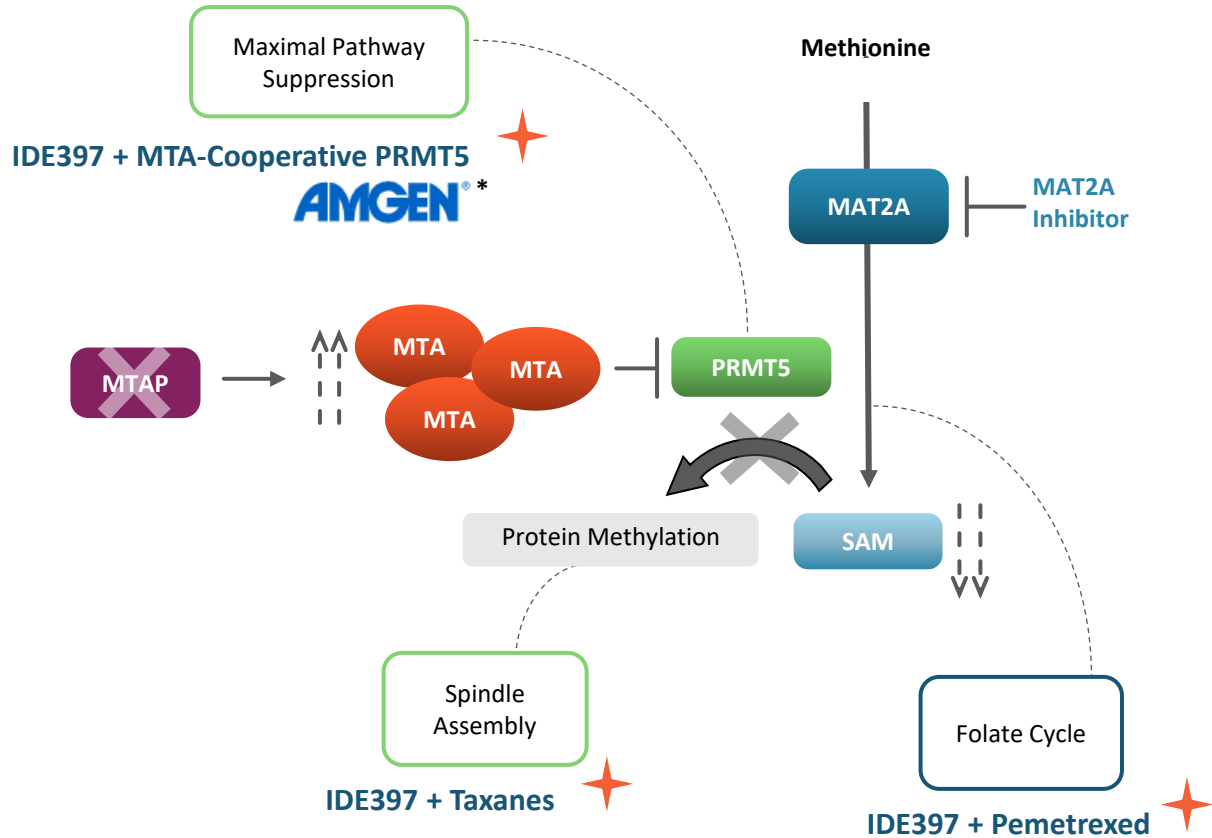 Maximal Pathway
Suppression
Methionine
IDE397 + MTA-Cooperative PRMT5
AMGEN® *
MAT2A
MAT2A
Inhibitor
MTAP
MTA
MTA
MTA
PRMT5
Protein Methylation
SAM
Spindle
Assembly
Folate Cycle
IDE397 + Taxanes
IDE397 + Pemetrexed